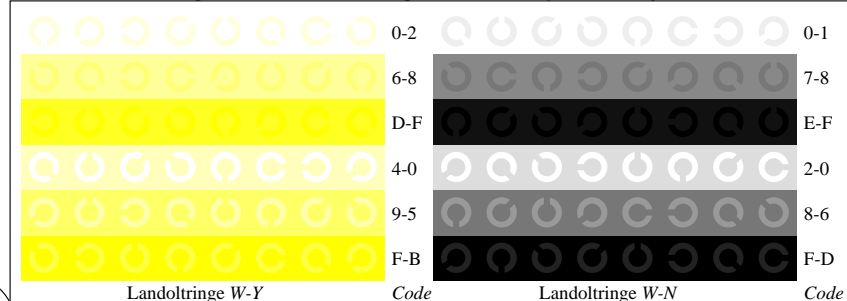 0-2 0-1
6-8 7-8
D-F E-F
4-0 2-0
9-5 8-6
F-B F-D
Landoltringe W-Y Code Landoltringe W-N Code